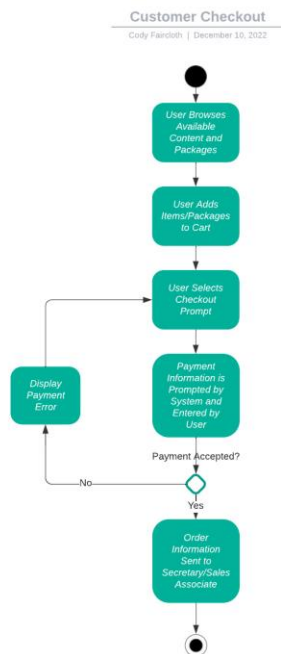 Customer Checkout
Cody Faircloth | December 10, 2022
User Browses
Available
Content and
Packages
User Adds
Items/Packages
to Cart
User Selects
Checkout
Prompt
Display
Payment
Error
Payment
Information is
Prompted by
System and
Entered by
User
Payment Accepted?
No
Yes
Order
Information
Sent to
Secretary/Sales
Associate